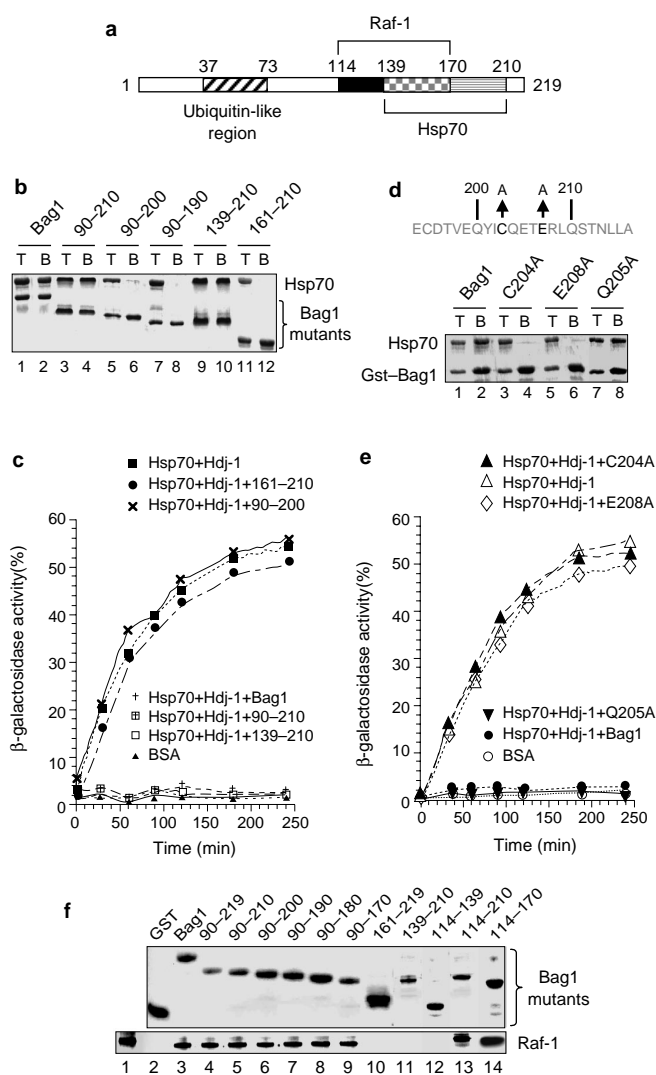 a
Raf-1
37 73 114 139 170 210
1 219
Ubiquitin-like
region
Hsp70
b
Bag1 90–210 90–200 90–190 139–210 161–210
T B T B T B T B T B T B
Hsp70
Bag1
mutants
1 2 3 4 5 6 7 8 9 10 11 12
d
A A
200 210
ECDTVEQYICQETERLQSTNLLA
Bag1 C204A E208A Q205A
T B T B T B T B
Hsp70
Gst–Bag1
1 2 3 4 5 6 7 8
c
Hsp70+Hdj-1
Hsp70+Hdj-1+161–210
Hsp70+Hdj-1+90–200
60
50
40
30
20
10
0
β-galactosidase activity(%)
Hsp70+Hdj-1+Bag1
Hsp70+Hdj-1+90–210
Hsp70+Hdj-1+139–210
BSA
0 50 100 150 200 250
Time (min)
e
Hsp70+Hdj-1+C204A
Hsp70+Hdj-1
Hsp70+Hdj-1+E208A
60
50
40
30
20
10
0
β-galactosidase activity(%)
Hsp70+Hdj-1+Q205A
Hsp70+Hdj-1+Bag1
BSA
0 50 100 150 200 250
Time (min)
f
GST Bag1 90–219 90–210 90–200 90–190 90–180 90–170 161–219 139–210 114–139 114–210 114–170
Bag1
mutants
Raf-1
1 2 3 4 5 6 7 8 9 10 11 12 13 14